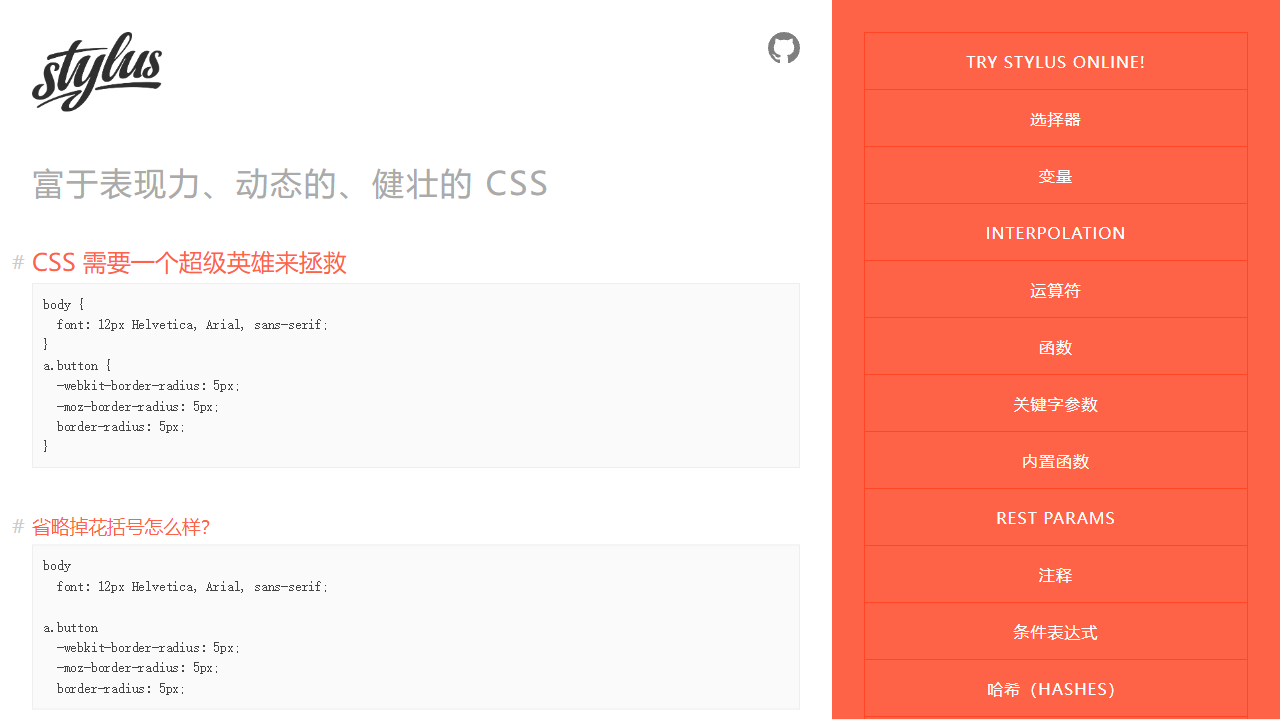 stylus
富于表现力、动态的、健壮的 CSS
# CSS 需要一个超级英雄来拯救
body {
  font: 12px Helvetica, Arial, sans-serif;
}
a.button {
  -webkit-border-radius: 5px;
  -moz-border-radius: 5px;
  border-radius: 5px;
}
# 省略掉花括号怎么样?
body
  font: 12px Helvetica, Arial, sans-serif;
a.button
  -webkit-border-radius: 5px;
  -moz-border-radius: 5px;
  border-radius: 5px;
TRY STYLUS ONLINE!
选择器
变量
INTERPOLATION
运算符
函数
关键字参数
内置函数
REST PARAMS
注释
条件表达式
哈希（HASHES）